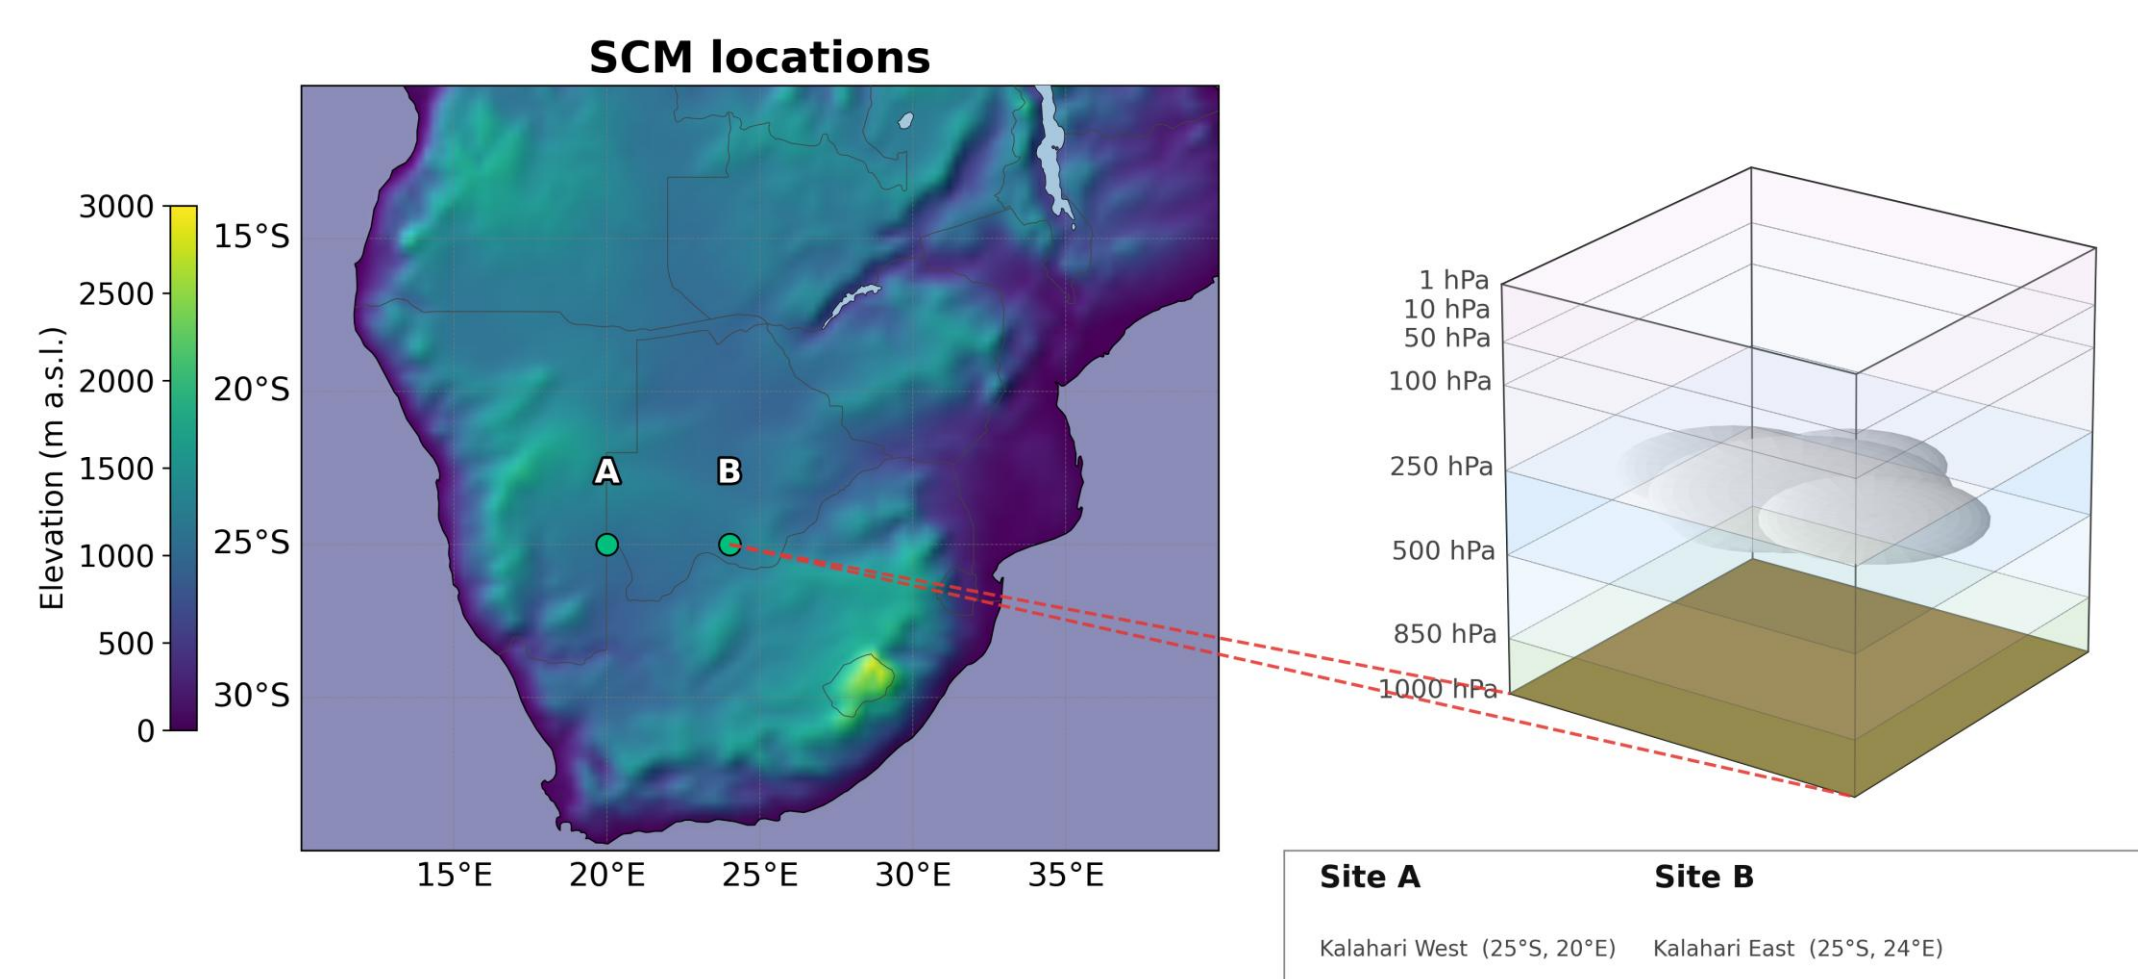 SCM locations
Elevation (m a.s.l.)
3000
2500
2000
1500
1000
500
0
15°S
20°S
25°S
30°S
15°E
20°E
25°E
30°E
35°E
A
B
1 hPa
10 hPa
50 hPa
100 hPa
250 hPa
500 hPa
850 hPa
1000 hPa
Site A
Site B
Kalahari West (25°S, 20°E)
Kalahari East (25°S, 24°E)